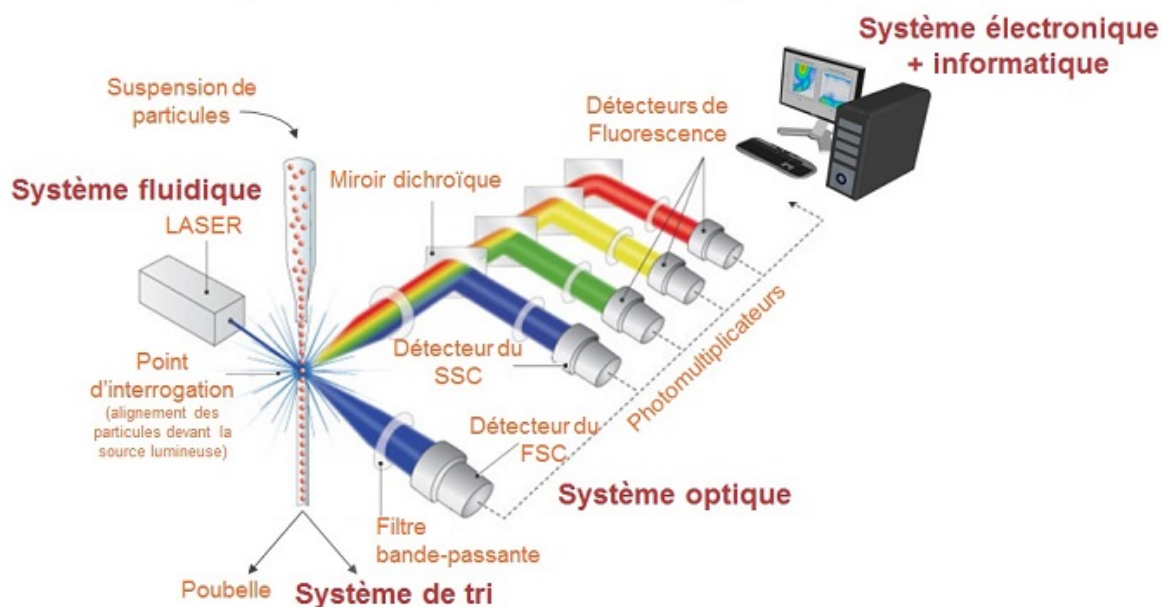 Système électronique
+ informatique
Suspension de
particules
Détecteurs de
Fluorescence
Miroir dichroïque
Système fluidique
LASER
Point
d'interrogation
(alignement des
particules devant la
source lumineuse)
Détecteur du
SSC
Photomultiplicateurs
Détecteur du
FSC
Système optique
Filtre
bande-passante
Poubelle
Système de tri